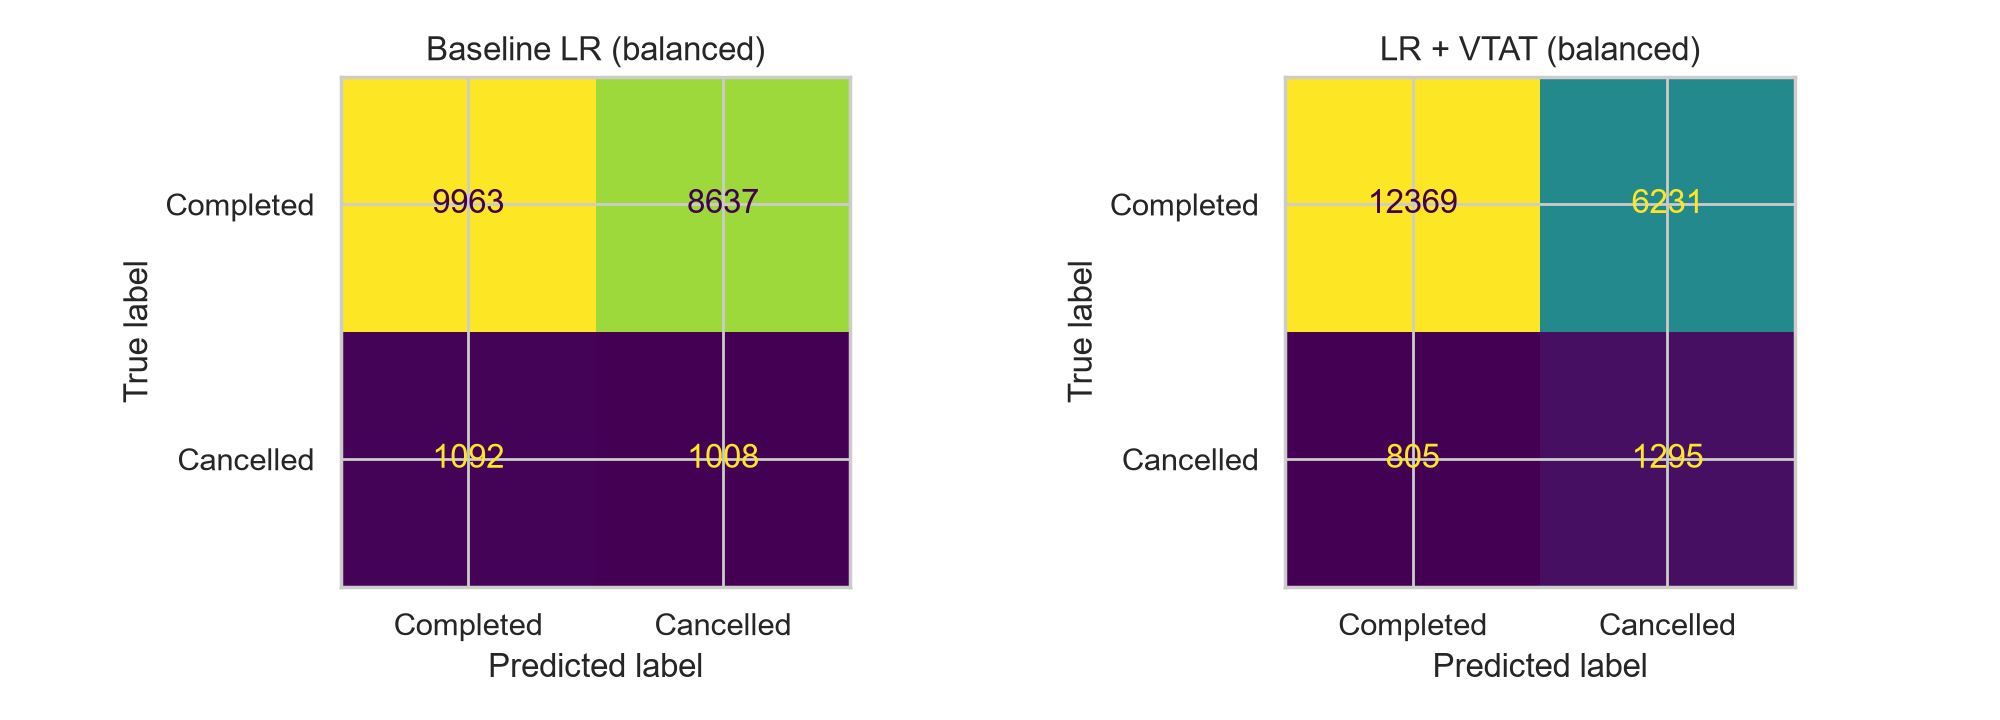 Baseline LR (balanced)
Completed
9963
8637
True label
Cancelled
1092
1008
Completed
Cancelled
Predicted label
LR + VTAT (balanced)
Completed
12369
6231
True label
Cancelled
805
1295
Completed
Cancelled
Predicted label